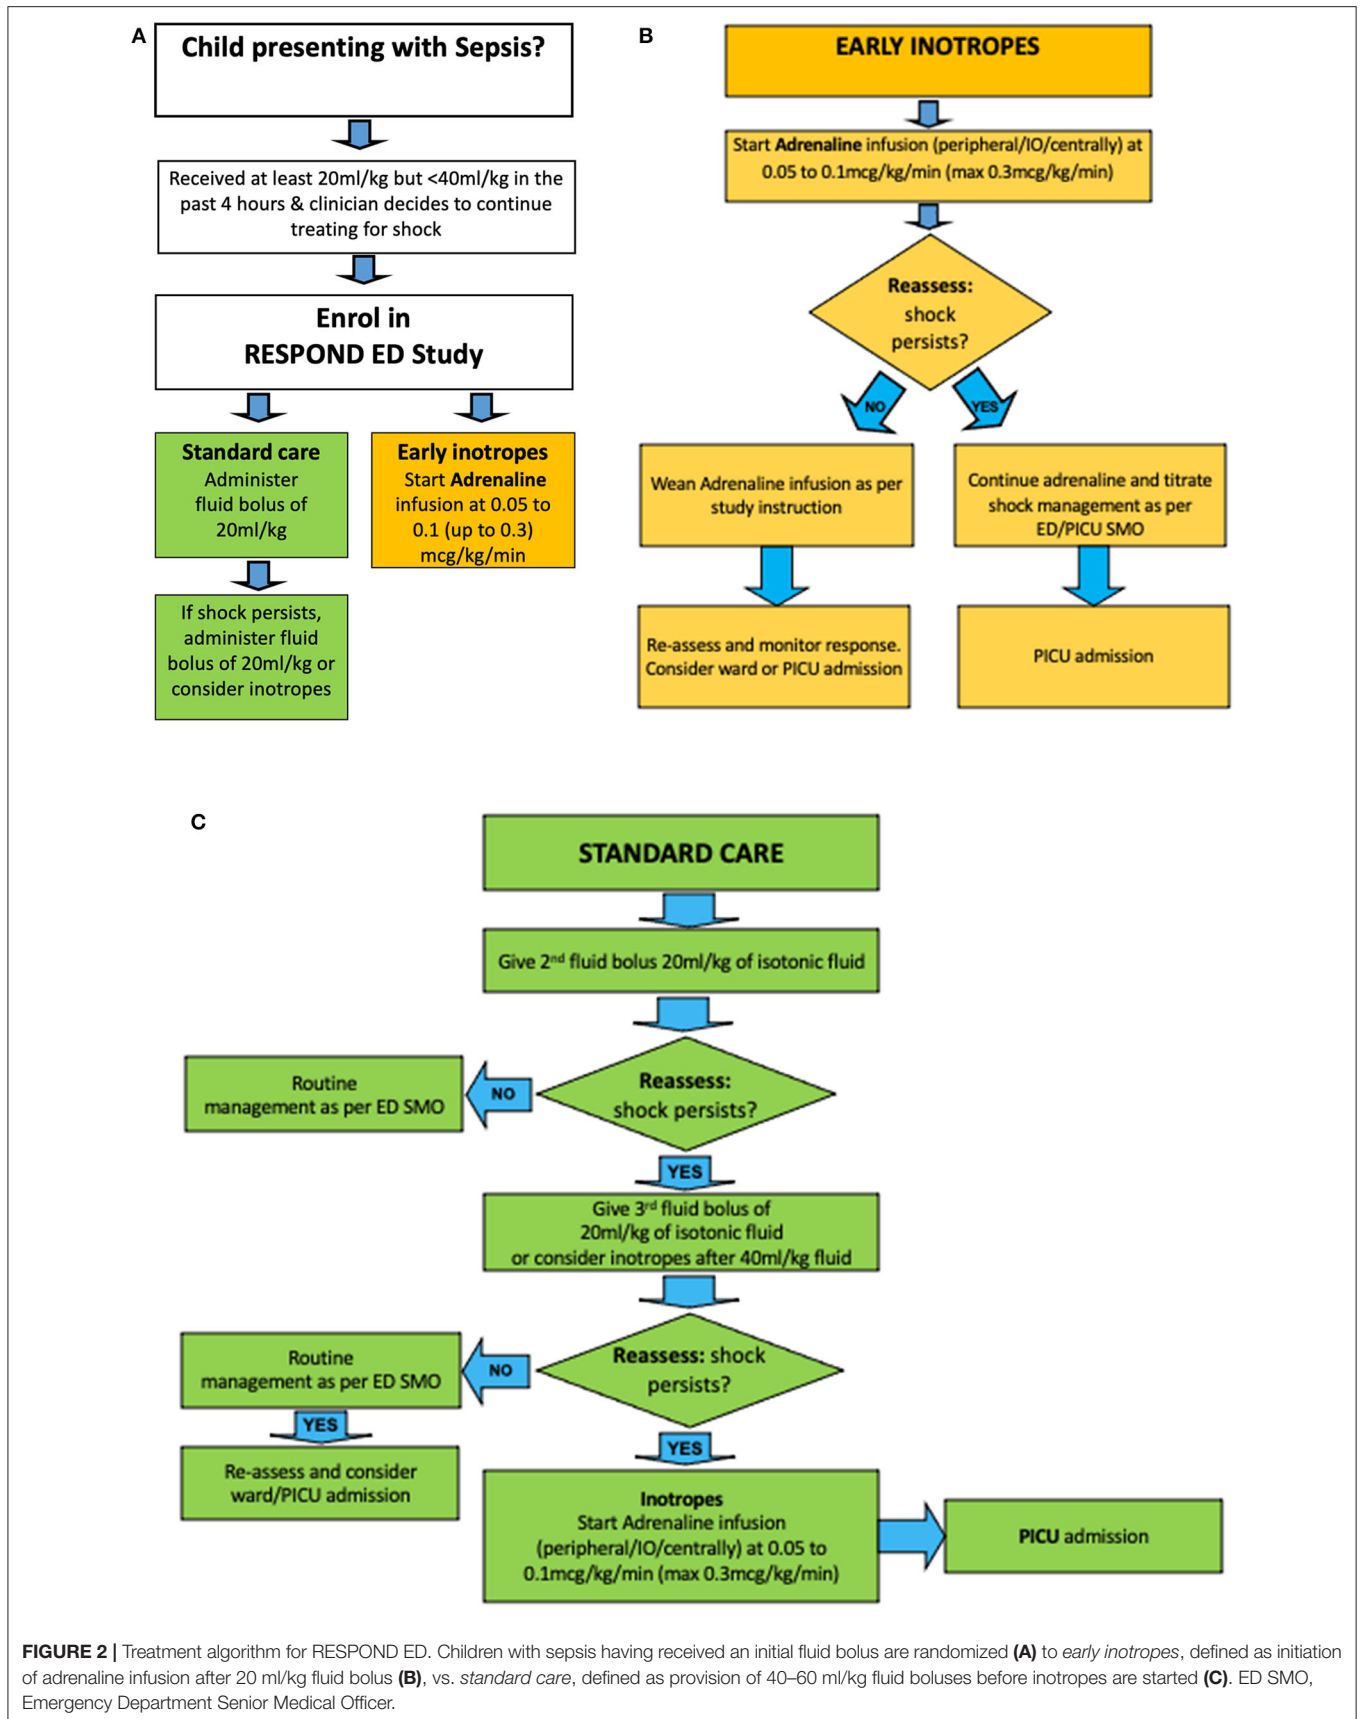 A
Child presenting with Sepsis?
Received at least 20ml/kg but <40ml/kg in the
past 4 hours & clinician decides to continue
treating for shock
Enrol in
RESPOND ED Study
Standard care
Administer
fluid bolus of
20ml/kg
Early inotropes
Start Adrenaline
infusion at 0.05 to
0.1 (up to 0.3)
mcg/kg/min
If shock persists,
administer fluid
bolus of 20ml/kg or
consider inotropes
B
EARLY INOTROPES
Start Adrenaline infusion (peripheral/IO/centrally) at
0.05 to 0.1mcg/kg/min (max 0.3mcg/kg/min)
Reassess:
shock
persists?
NO
YES
Wean Adrenaline infusion as per
study instruction
Continue adrenaline and titrate
shock management as per
ED/PICU SMO
Re-assess and monitor response.
Consider ward or PICU admission
PICU admission
C
STANDARD CARE
Give 2nd fluid bolus 20ml/kg of isotonic fluid
Reassess:
shock persists?
NO
Routine
management as per ED SMO
YES
Give 3rd fluid bolus of
20ml/kg of isotonic fluid
or consider inotropes after 40ml/kg fluid
Reassess: shock
persists?
NO
Routine
management as per ED SMO
YES
Re-assess and consider
ward/PICU admission
YES
Inotropes
Start Adrenaline infusion
(peripheral/IO/centrally) at 0.05 to
0.1mcg/kg/min (max 0.3mcg/kg/min)
PICU admission
FIGURE 2 | Treatment algorithm for RESPOND ED. Children with sepsis having received an initial fluid bolus are randomized (A) to early inotropes, defined as initiation
of adrenaline infusion after 20 ml/kg fluid bolus (B), vs. standard care, defined as provision of 40–60 ml/kg fluid boluses before inotropes are started (C). ED SMO,
Emergency Department Senior Medical Officer.